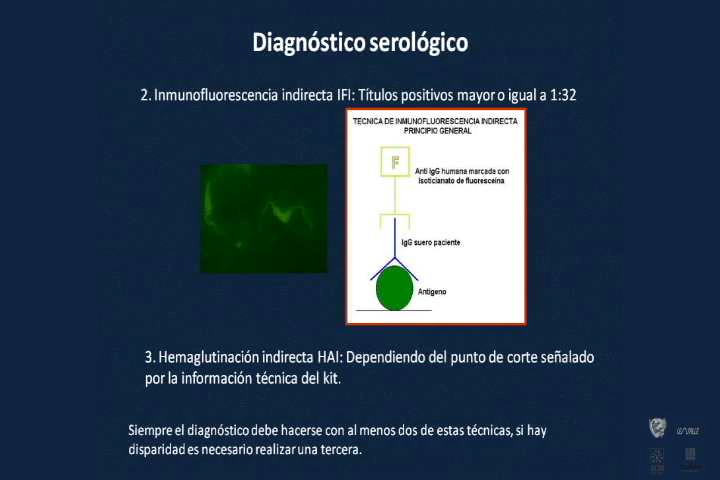 Diagnóstico serológico
2. Inmunofluorescencia indirecta IFI: Títulos positivos mayor o igual a 1:32
TECNICA DE INMUNOFLUORESCENCIA INDIRECTA
PRINCIPIO GENERAL
F
Anti IgG humana marcada con
isoticianato de fluoresceina
IgG suero paciente
Antigeno
3. Hemaglutinación indirecta HAI: Dependiendo del punto de corte señalado
por la información técnica del kit.
Siempre el diagnóstico debe hacerse con al menos dos de estas técnicas, si hay
disparidad es necesario realizar una tercera.